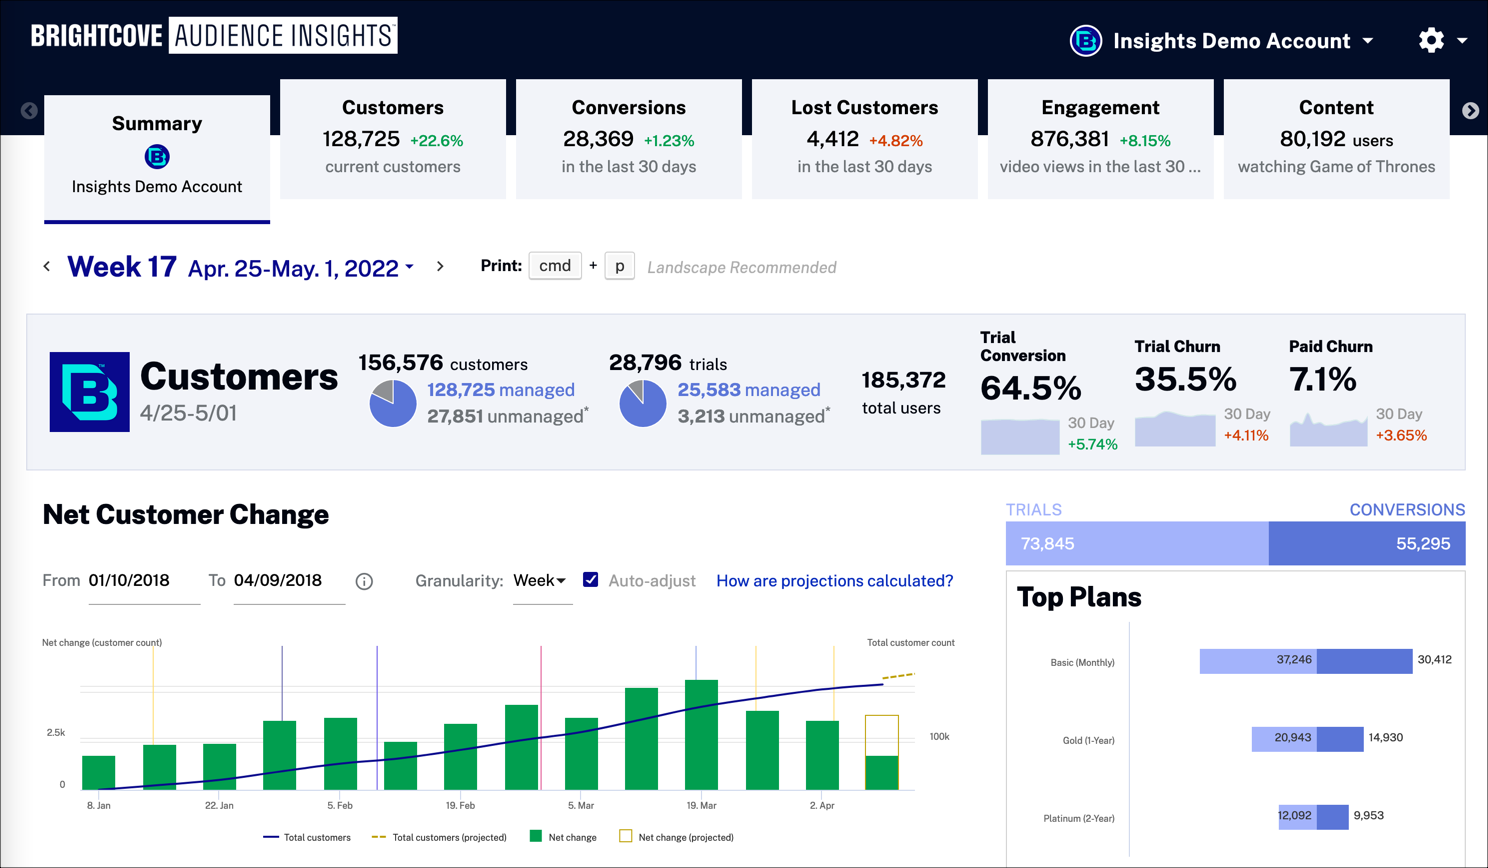 BRIGHTCOVE AUDIENCE INSIGHTS™
Insights Demo Account
Summary
Insights Demo Account
Customers
128,725 +22.6%
current customers
Conversions
28,369 +1.23%
in the last 30 days
Lost Customers
4,412 +4.82%
in the last 30 days
Engagement
876,381 +8.15%
video views in the last 30 ...
Content
80,192 users
watching Game of Thrones
Week 17 Apr. 25-May. 1, 2022
Print: cmd + p Landscape Recommended
Customers
4/25-5/01
156,576 customers
128,725 managed
27,851 unmanaged*
28,796 trials
25,583 managed
3,213 unmanaged*
185,372
total users
Trial
Conversion
64.5%
30 Day
+5.74%
Trial Churn
35.5%
30 Day
+4.11%
Paid Churn
7.1%
30 Day
+3.65%
Net Customer Change
From 01/10/2018 To 04/09/2018 Granularity: Week Auto-adjust How are projections calculated?
Net change (customer count) Total customer count
2.5k 100k
0
8. Jan 22. Jan 5. Feb 19. Feb 5. Mar 19. Mar 2. Apr
Total customers Total customers (projected) Net change Net change (projected)
TRIALS CONVERSIONS
73,845 55,295
Top Plans
Basic (Monthly) 37,246 30,412
Gold (1-Year) 20,943 14,930
Platinum (2-Year) 12,092 9,953